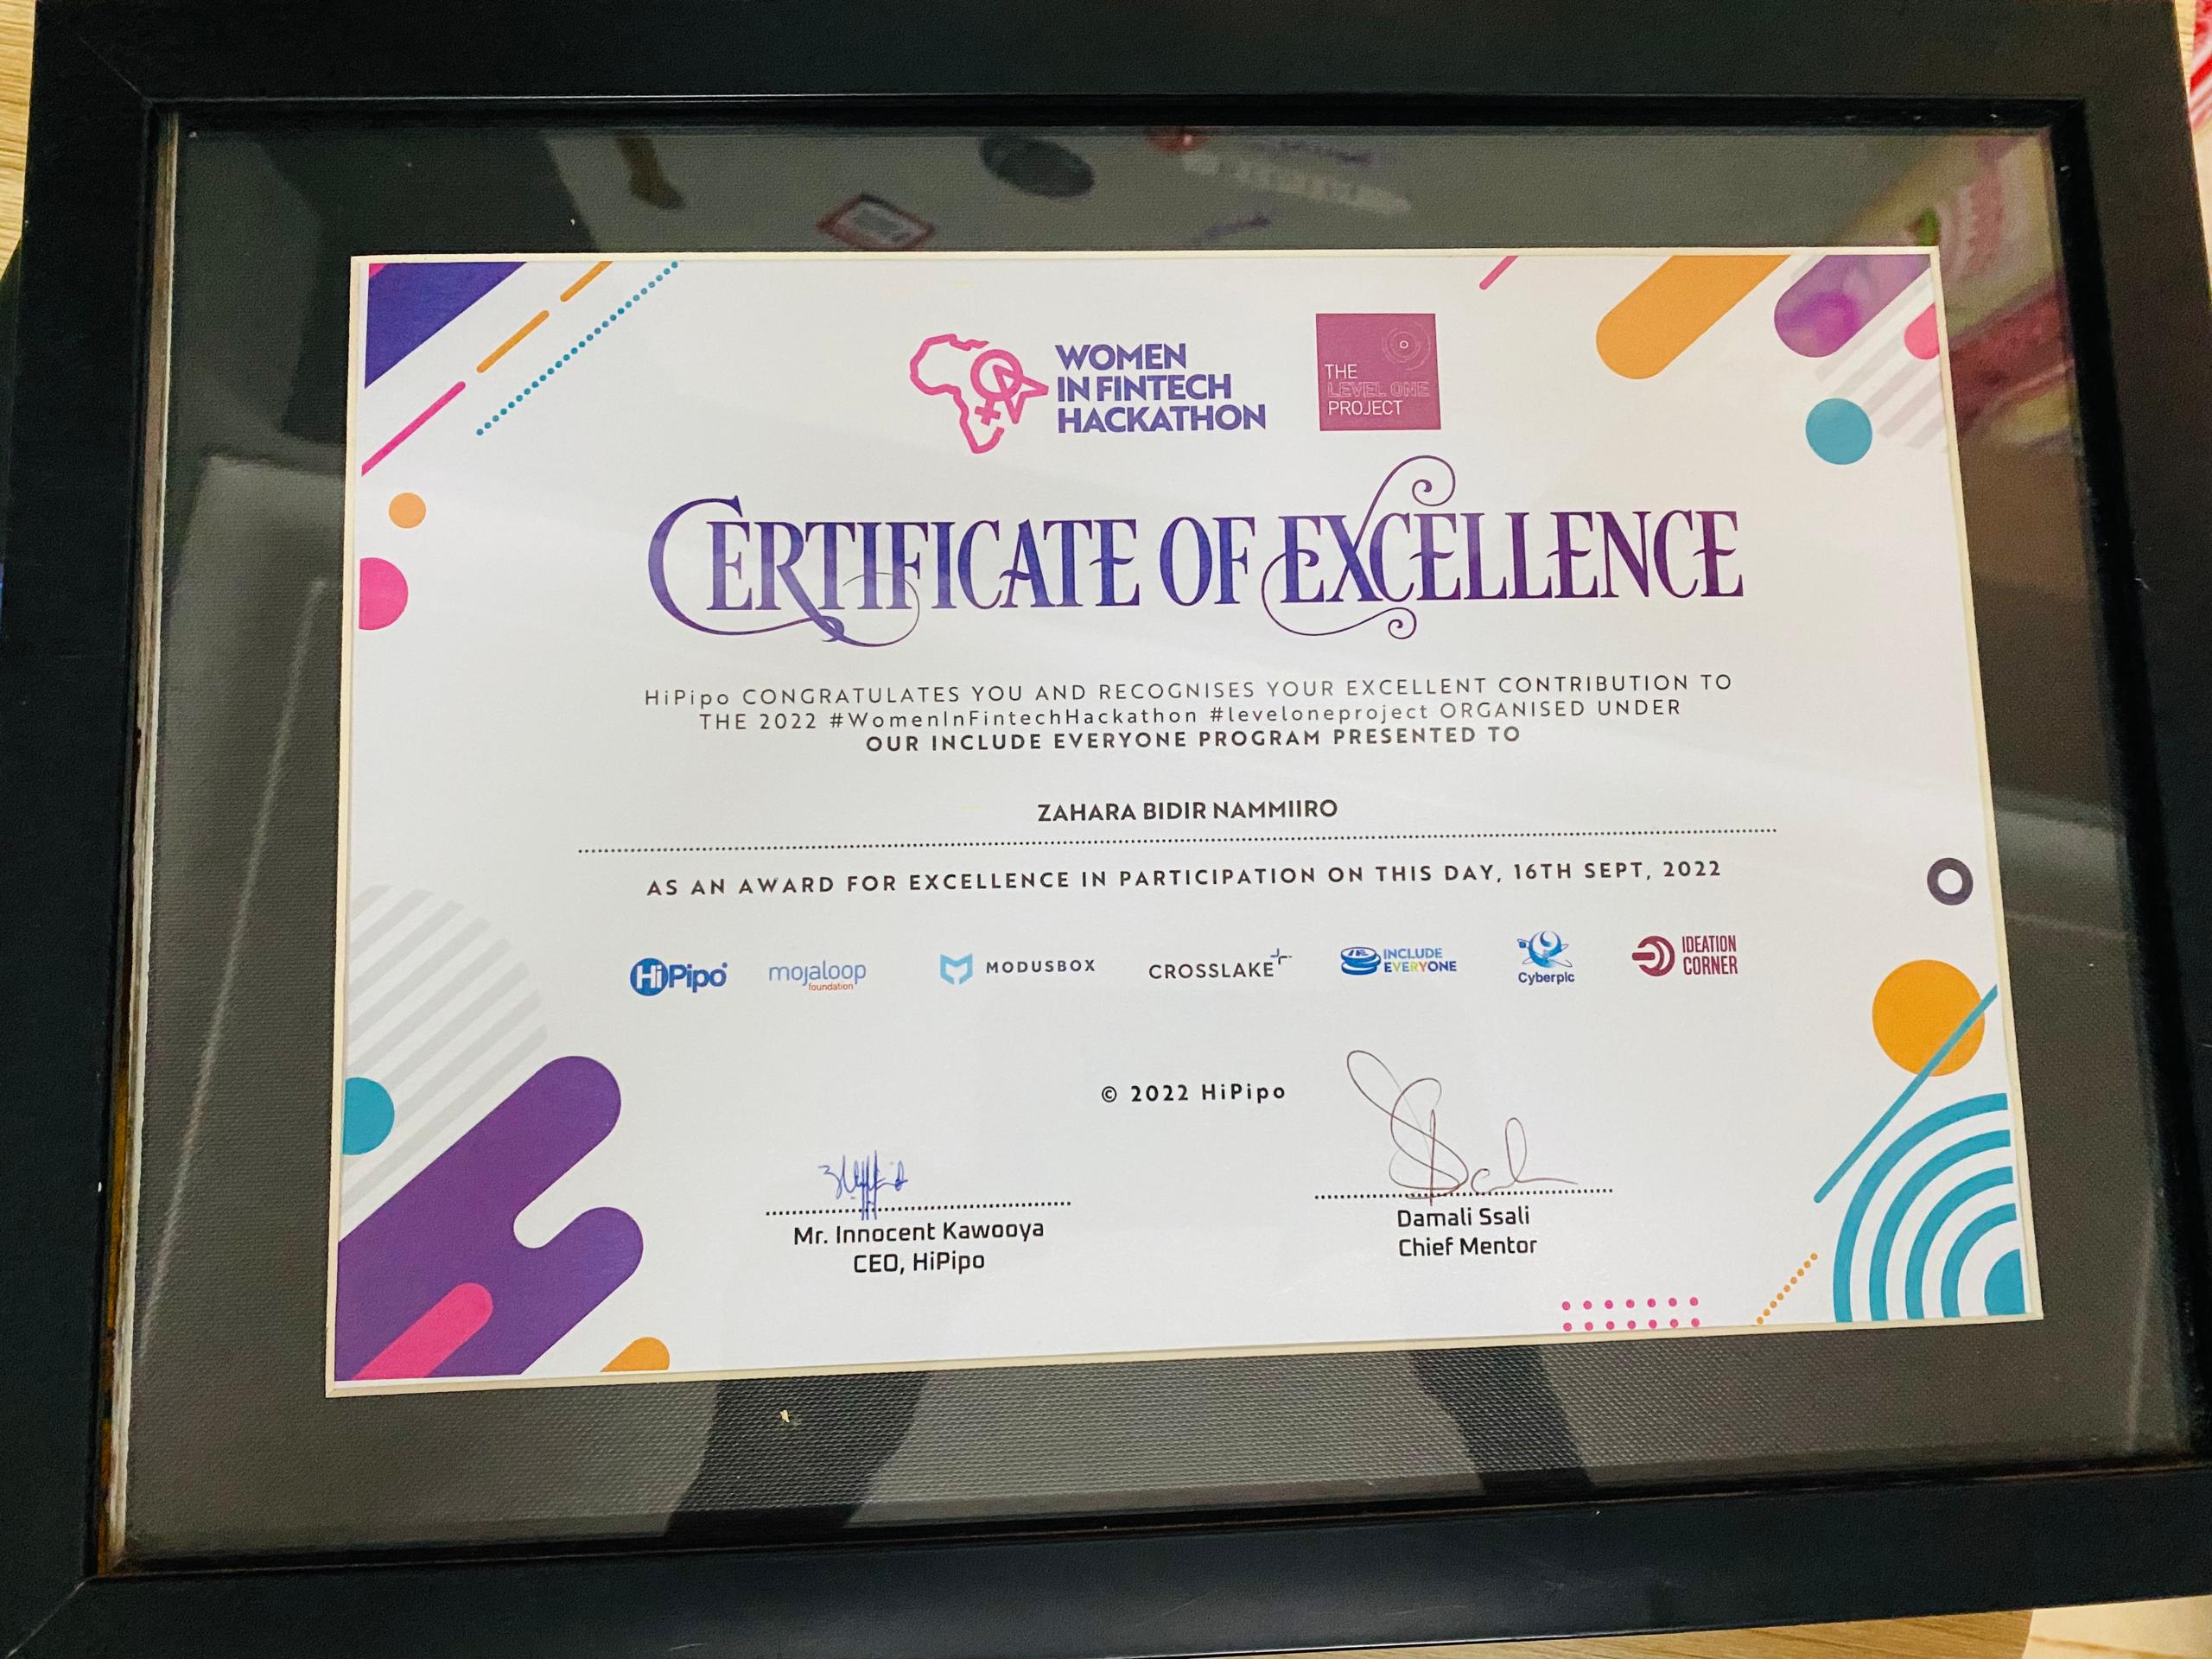 WOMEN
IN FINTECH
HACKATHON
THE
LEVEL ONE
PROJECT
CERTIFICATE OF EXCELLENCE
HiPipo CONGRATULATES YOU AND RECOGNISES YOUR EXCELLENT CONTRIBUTION TO
THE 2022 #WomenInFintechHackathon #leveloneproject ORGANISED UNDER
OUR INCLUDE EVERYONE PROGRAM PRESENTED TO
ZAHARA BIDIR NAMMIIRO
AS AN AWARD FOR EXCELLENCE IN PARTICIPATION ON THIS DAY, 16TH SEPT, 2022
HiPipo
mojaloop
foundation
MODUSBOX
CROSSLAKE
INCLUDE
EVERYONE
Cyberplc
IDEATION
CORNER
© 2022 HiPipo
Mr. Innocent Kawooya
CEO, HiPipo
Damali Ssali
Chief Mentor